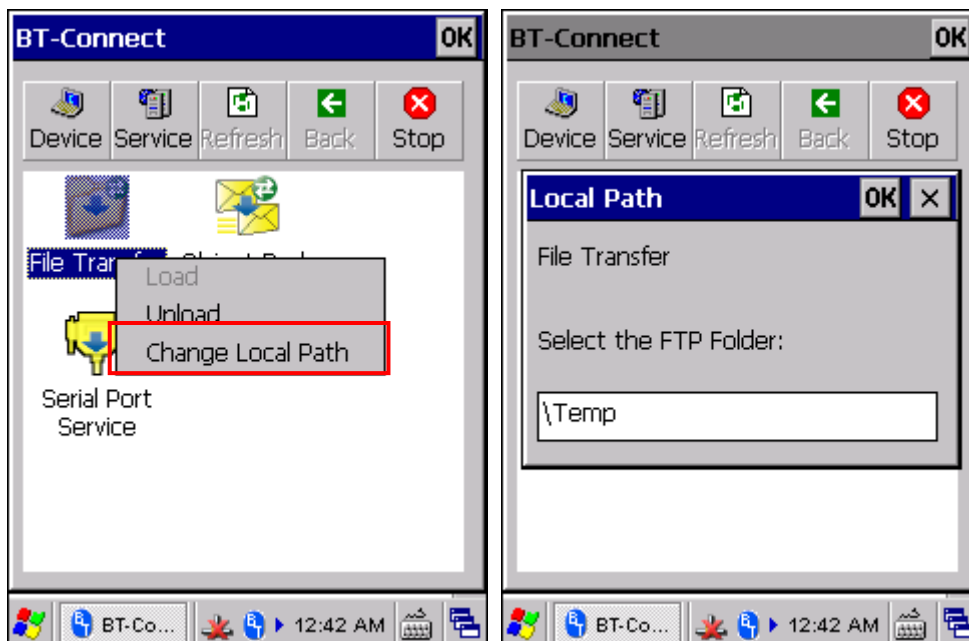 BT-Connect OK
Device Service Refresh Back Stop
File Transfer
Load
Unload
Change Local Path
Serial Port
Service
BT-Co... 12:42 AM
BT-Connect OK
Device Service Refresh Back Stop
Local Path OK
File Transfer
Select the FTP Folder:
\Temp
BT-Co... 12:42 AM